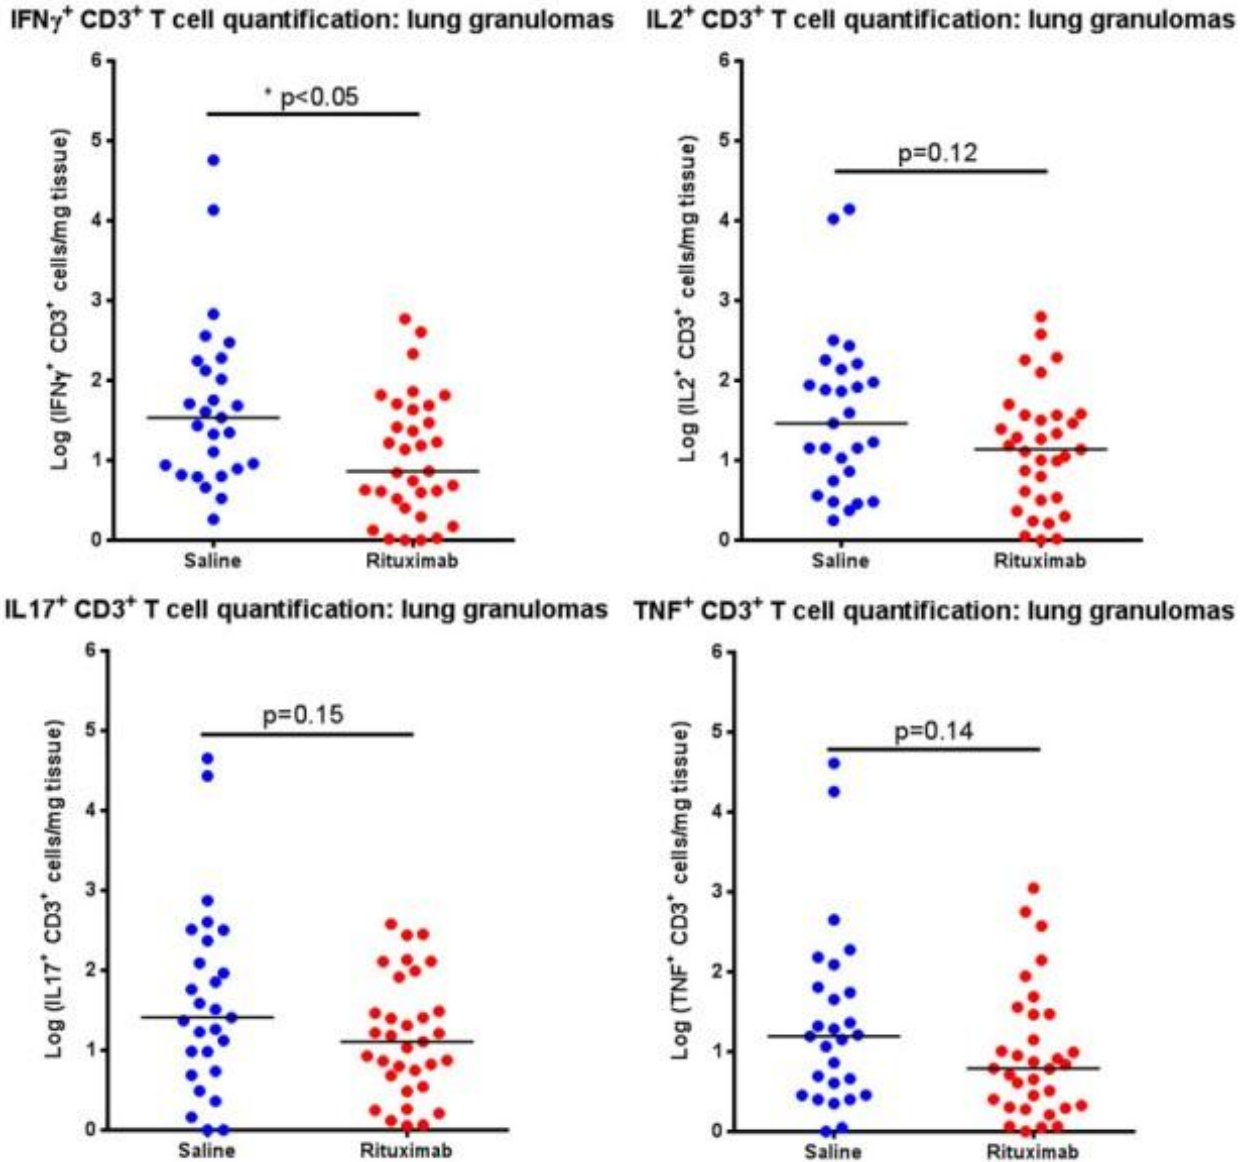 IFNγ⁺ CD3⁺ T cell quantification: lung granulomas
* p<0.05
Log (IFNγ⁺ CD3⁺ cells/mg tissue)
6
5
4
3
2
1
0
Saline
Rituximab
IL2⁺ CD3⁺ T cell quantification: lung granulomas
p=0.12
Log (IL2⁺ CD3⁺ cells/mg tissue)
6
5
4
3
2
1
0
Saline
Rituximab
IL17⁺ CD3⁺ T cell quantification: lung granulomas
p=0.15
Log (IL17⁺ CD3⁺ cells/mg tissue)
6
5
4
3
2
1
0
Saline
Rituximab
TNF⁺ CD3⁺ T cell quantification: lung granulomas
p=0.14
Log (TNF⁺ CD3⁺ cells/mg tissue)
6
5
4
3
2
1
0
Saline
Rituximab